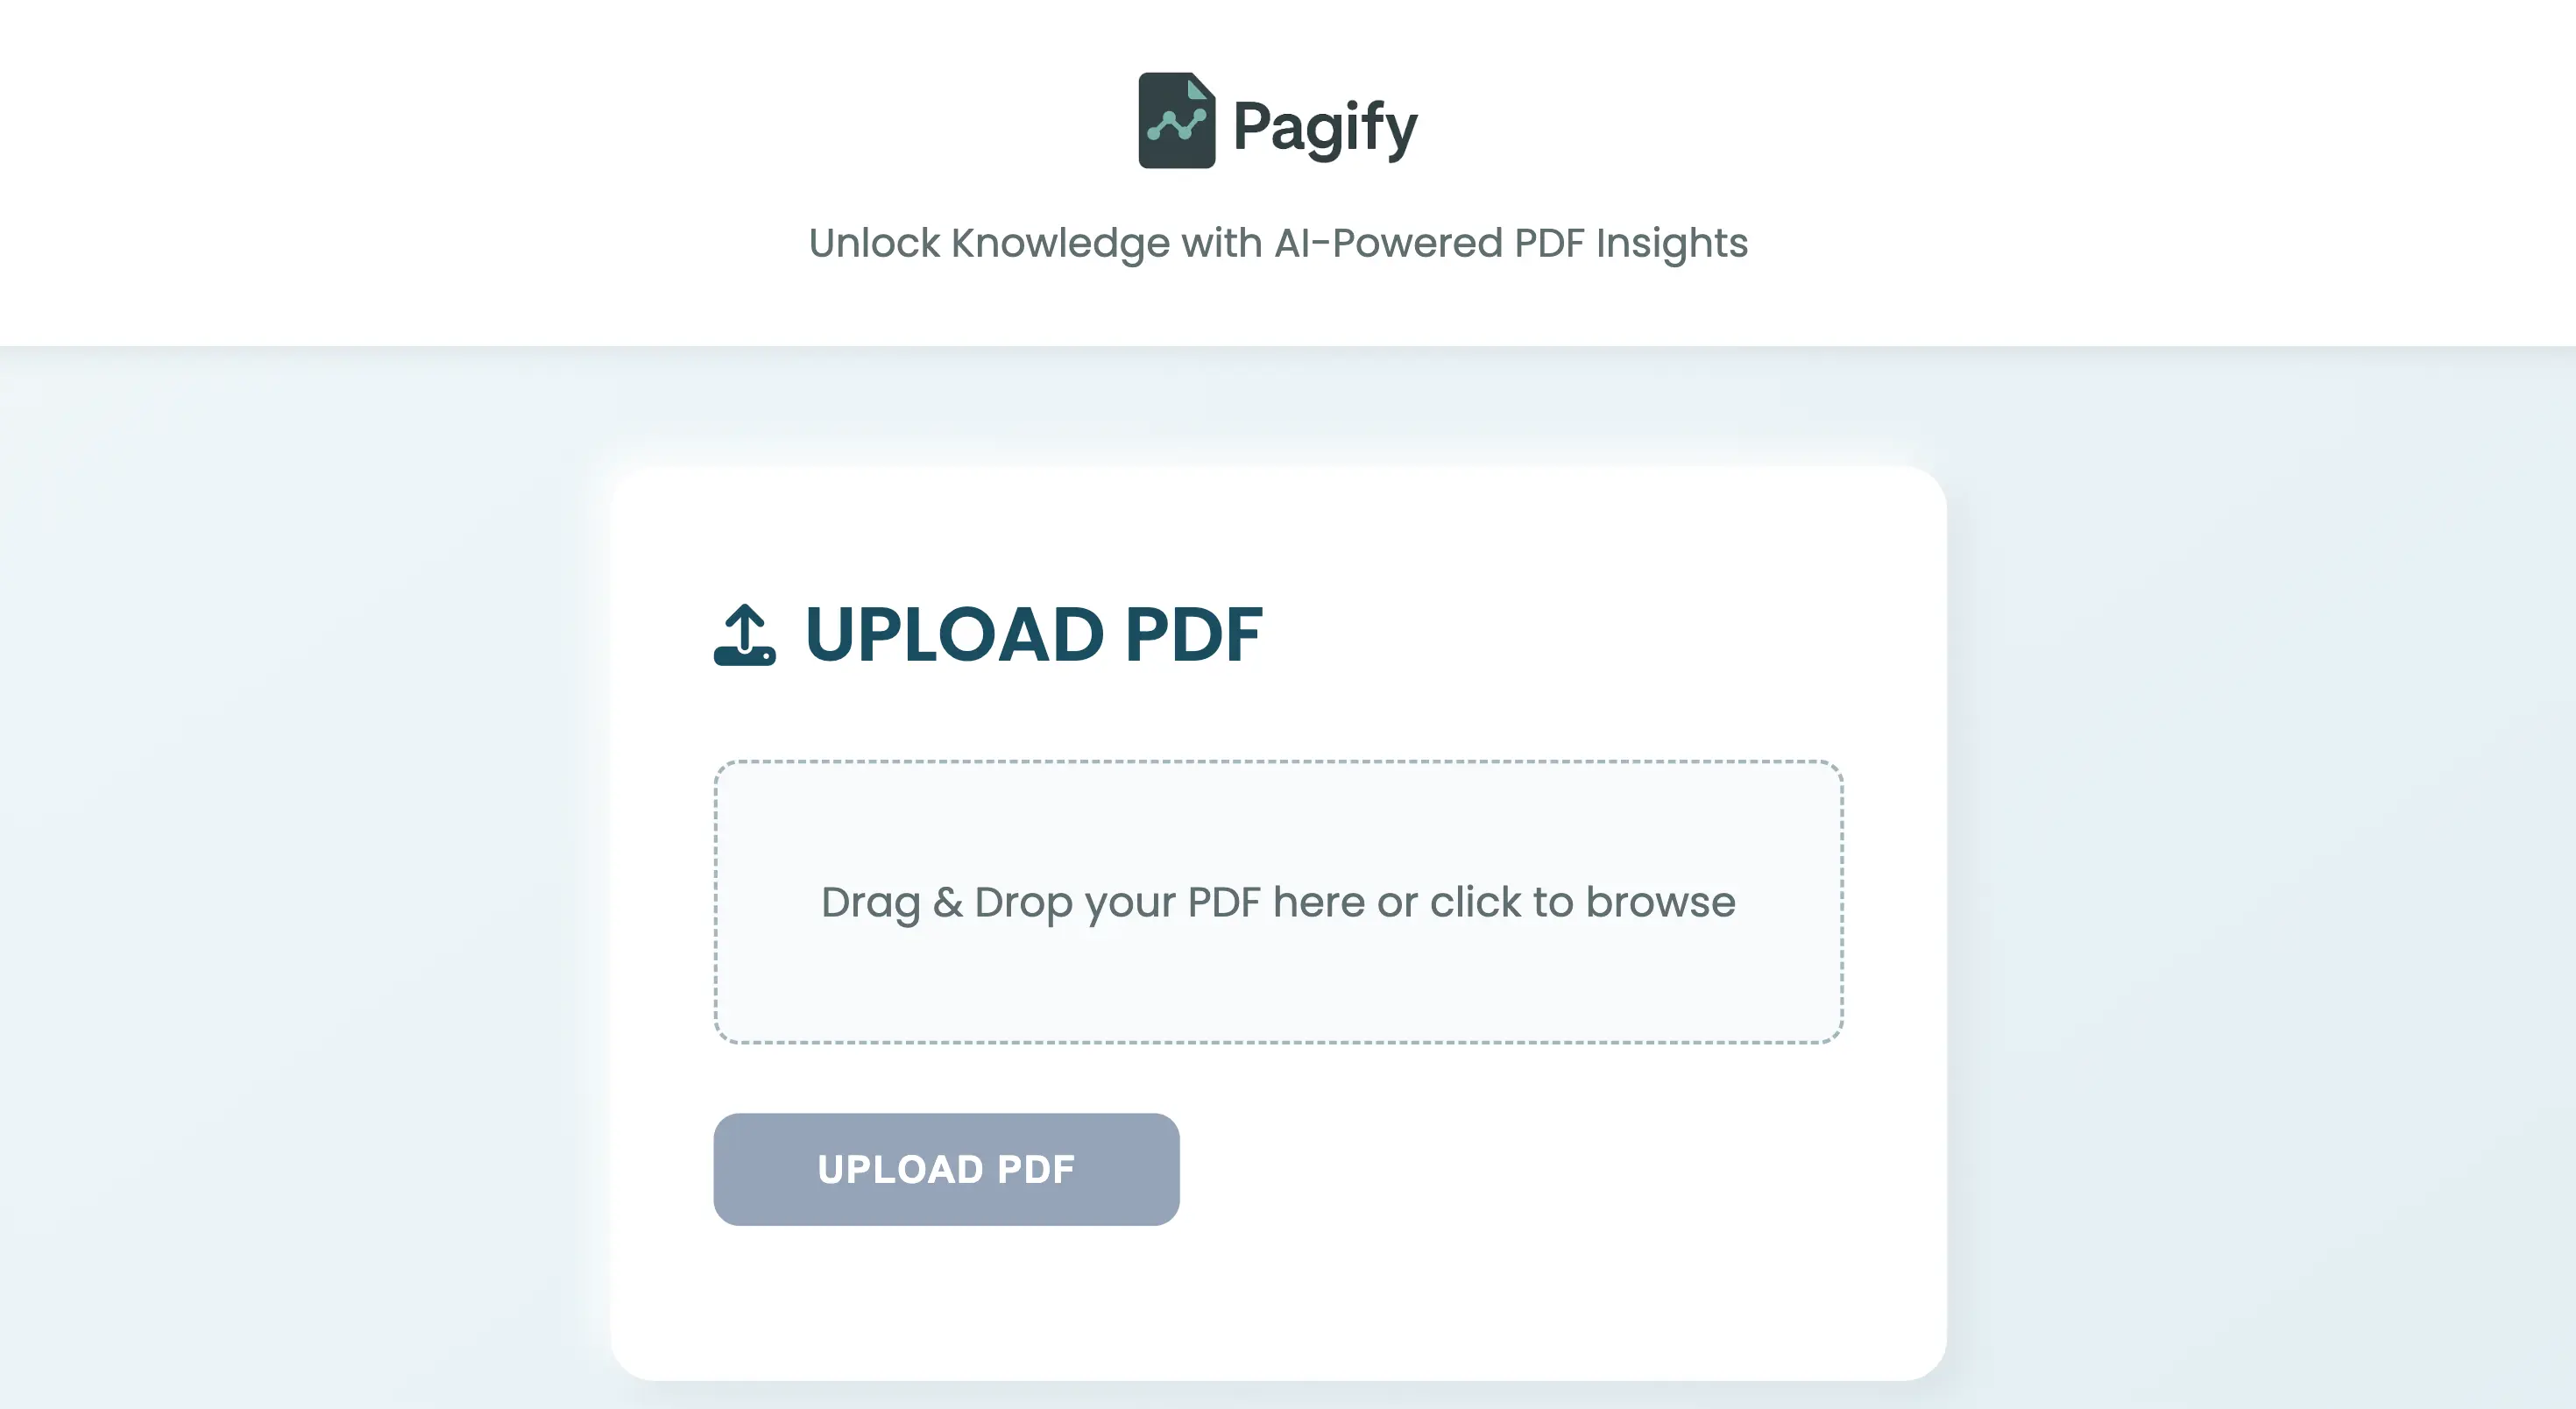 Pagify
Unlock Knowledge with AI-Powered PDF Insights
UPLOAD PDF
Drag & Drop your PDF here or click to browse
UPLOAD PDF